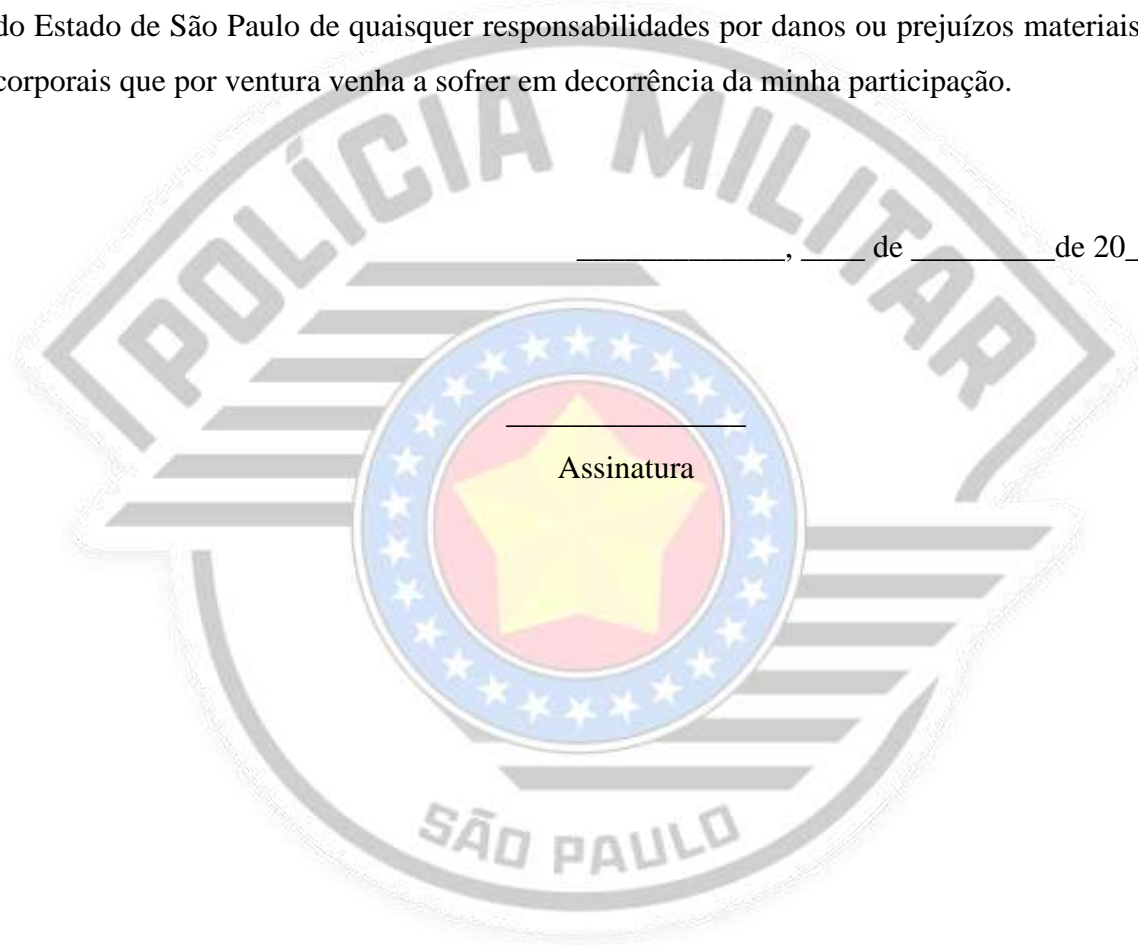 do Estado de São Paulo de quaisquer responsabilidades por danos ou prejuízos materiais
corporais que por ventura venha a sofrer em decorrência da minha participação.
POLÍCIA MILITAR
_____________, ____ de _________de 20_
_______________
Assinatura
SÃO PAULO